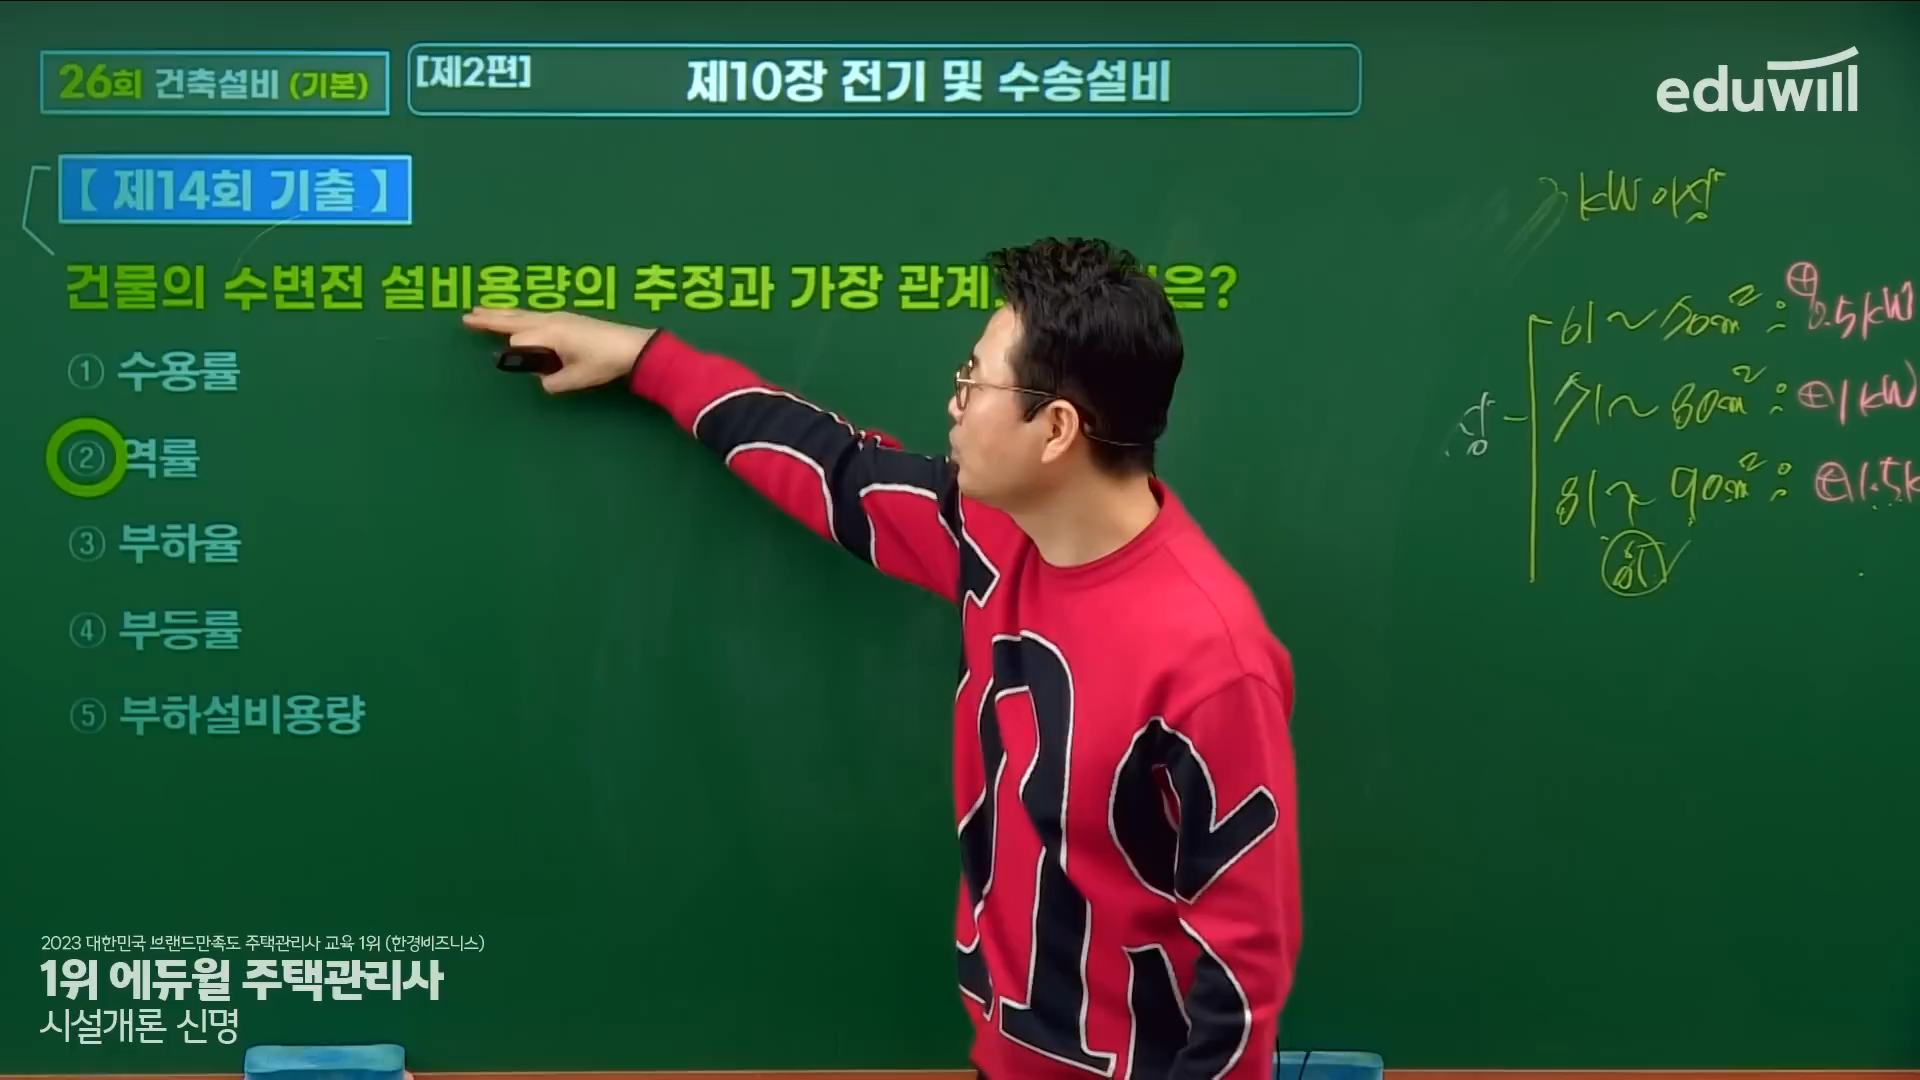 26회 건축설비 (기본)
[제2편] 제10장 전기 및 수송설비
eduwill
【 제14회 기출 】
건물의 수변전 설비용량의 추정과 가장 관계 은?
① 수용률
② 역률
③ 부하율
④ 부등률
⑤ 부하설비용량
kW 이상
61~70㎡ : ⊕0.5kW
71~80㎡ : ⊕1kW
81~90㎡ : ⊕1.5k
2023 대한민국 브랜드만족도 주택관리사 교육 1위 (한경비즈니스)
1위 에듀윌 주택관리사
시설개론 신명